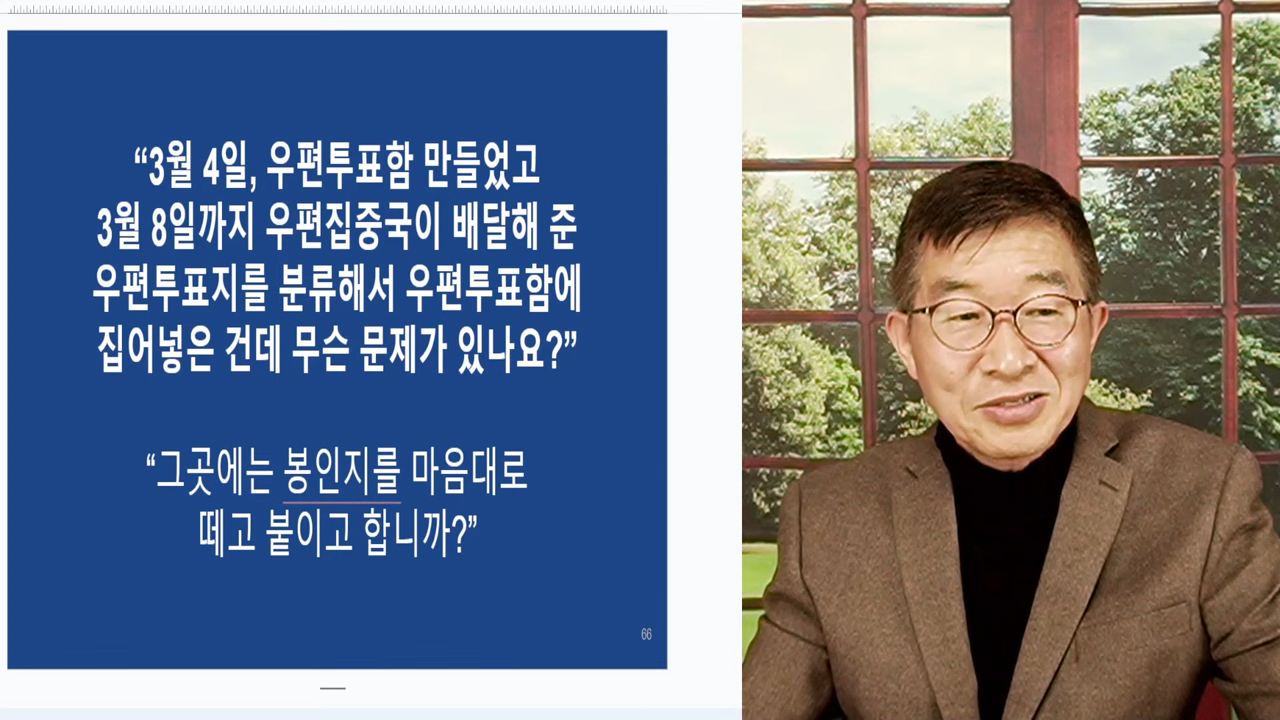 “3월 4일, 우편투표함 만들었고
3월 8일까지 우편집중국이 배달해 준
우편투표지를 분류해서 우편투표함에
집어넣은 건데 무슨 문제가 있나요?”
“그곳에는 봉인지를 마음대로
떼고 붙이고 합니까?”
66